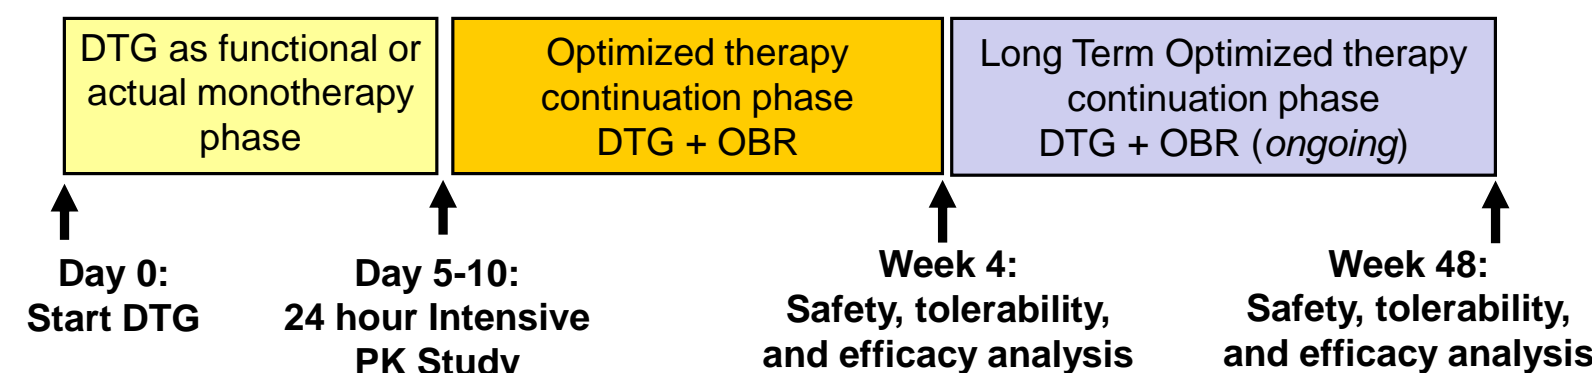 DTG as functional or
actual monotherapy
phase
Optimized therapy
continuation phase
DTG + OBR
Long Term Optimized therapy
continuation phase
DTG + OBR (ongoing)
Day 0:
Start DTG
Day 5-10:
24 hour Intensive
PK Study
Week 4:
Safety, tolerability,
and efficacy analysis
Week 48:
Safety, tolerability,
and efficacy analysis